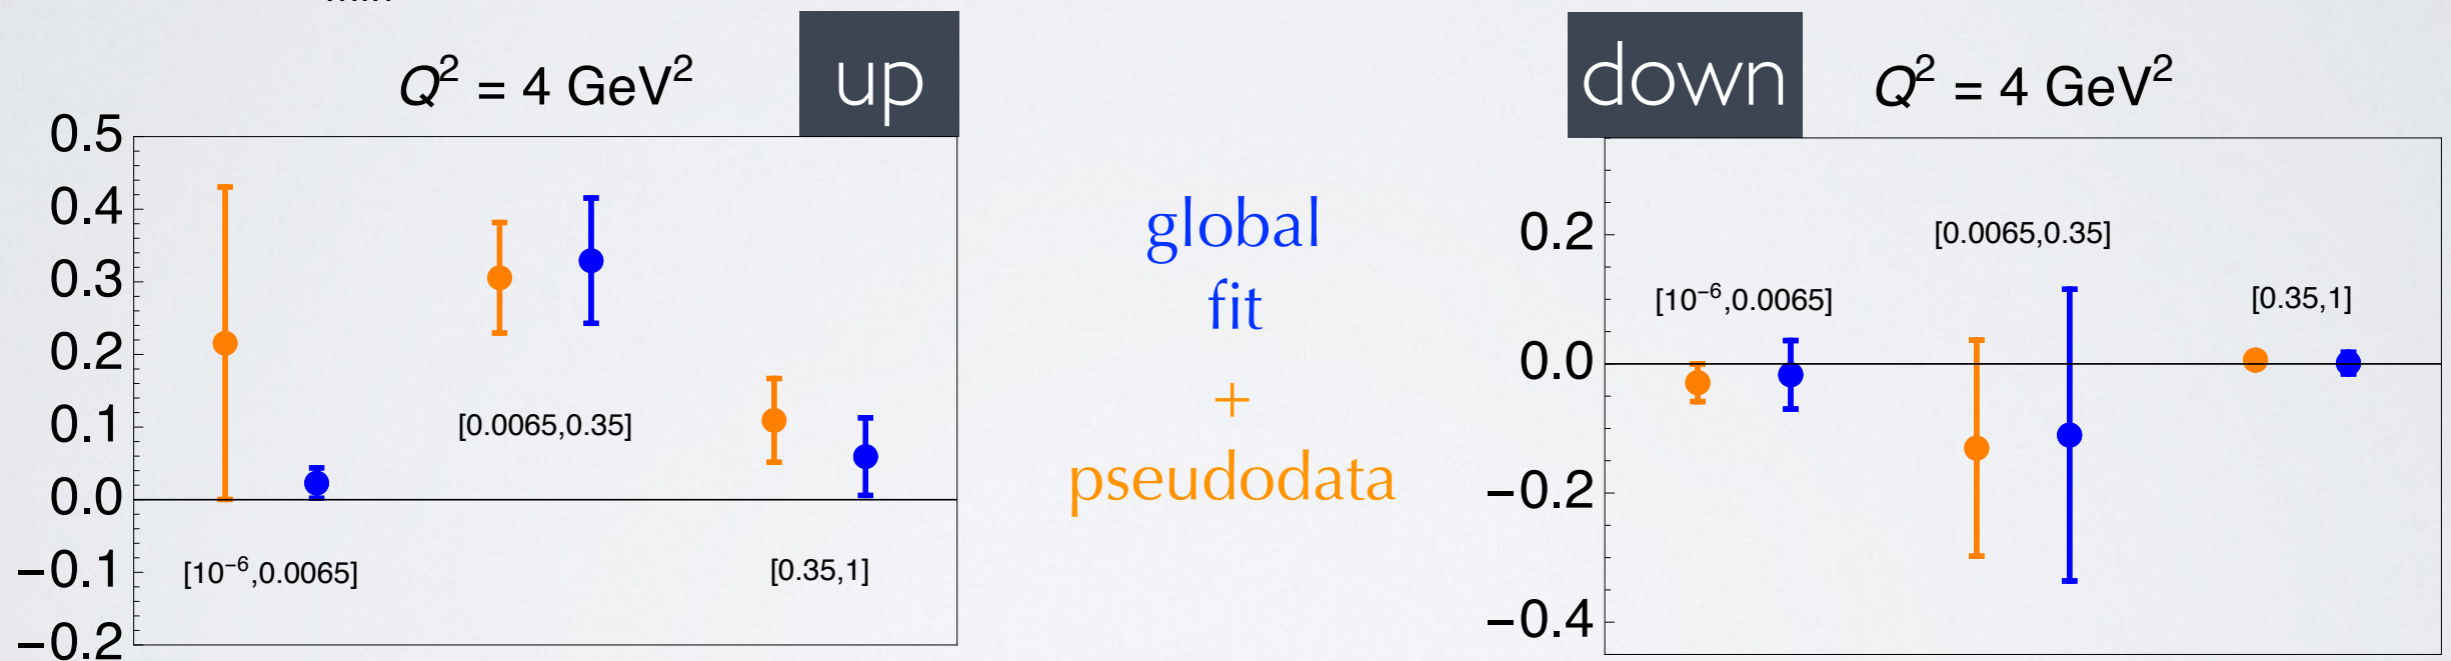 Q² = 4 GeV²
up
0.5
0.4
0.3
0.2
0.1
0.0
−0.1
−0.2
[0.0065,0.35]
[10⁻⁶,0.0065]
[0.35,1]
global
fit
+
pseudodata
down
Q² = 4 GeV²
0.2
0.0
−0.2
−0.4
[0.0065,0.35]
[10⁻⁶,0.0065]
[0.35,1]